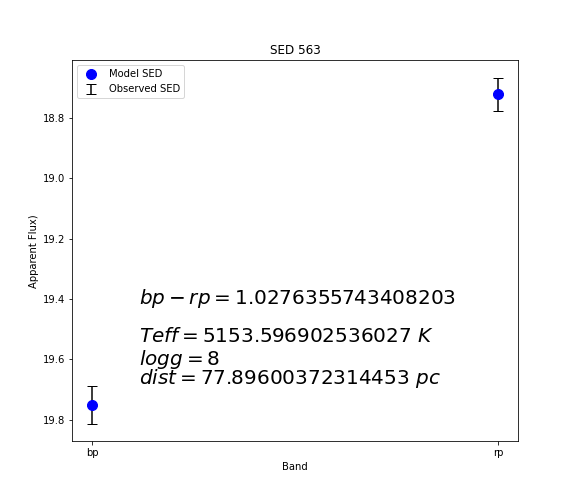 SED 563
Model SED
Observed SED
18.8
19.0
19.2
19.4
19.6
19.8
Apparent Flux)
bp − rp = 1.0276355743408203
Teff = 5153.596902536027 K
logg = 8
dist = 77.89600372314453 pc
bp
rp
Band